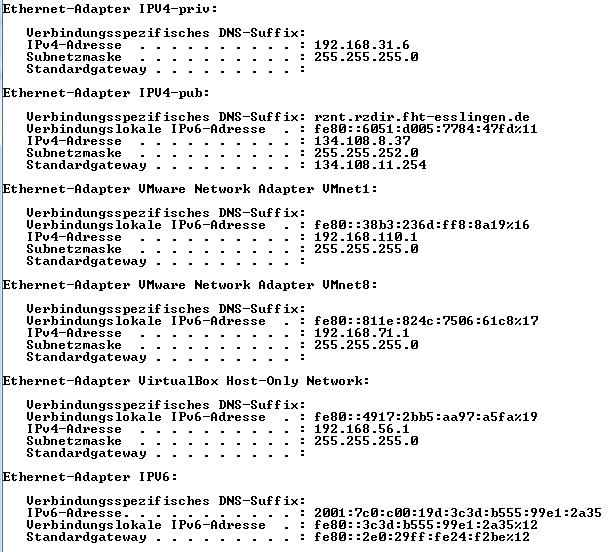 Ethernet-Adapter IPV4-priv:
Verbindungsspezifisches DNS-Suffix:
IPv4-Adresse . . . . . . . . . . : 192.168.31.6
Subnetzmaske . . . . . . . . . . : 255.255.255.0
Standardgateway . . . . . . . . . :
Ethernet-Adapter IPV4-pub:
Verbindungsspezifisches DNS-Suffix: rznt.rzdir.fht-esslingen.de
Verbindungslokale IPv6-Adresse . : fe80::6051:d005:7784:47fd%11
IPv4-Adresse . . . . . . . . . . : 134.108.8.37
Subnetzmaske . . . . . . . . . . : 255.255.252.0
Standardgateway . . . . . . . . . : 134.108.11.254
Ethernet-Adapter VMware Network Adapter VMnet1:
Verbindungsspezifisches DNS-Suffix:
Verbindungslokale IPv6-Adresse . : fe80::38b3:236d:ff8:8a19%16
IPv4-Adresse . . . . . . . . . . : 192.168.110.1
Subnetzmaske . . . . . . . . . . : 255.255.255.0
Standardgateway . . . . . . . . . :
Ethernet-Adapter VMware Network Adapter VMnet8:
Verbindungsspezifisches DNS-Suffix:
Verbindungslokale IPv6-Adresse . : fe80::811e:824c:7506:61c8%17
IPv4-Adresse . . . . . . . . . . : 192.168.71.1
Subnetzmaske . . . . . . . . . . : 255.255.255.0
Standardgateway . . . . . . . . . :
Ethernet-Adapter VirtualBox Host-Only Network:
Verbindungsspezifisches DNS-Suffix:
Verbindungslokale IPv6-Adresse . : fe80::4917:2bb5:aa97:a5fa%19
IPv4-Adresse . . . . . . . . . . : 192.168.56.1
Subnetzmaske . . . . . . . . . . : 255.255.255.0
Standardgateway . . . . . . . . . :
Ethernet-Adapter IPV6:
Verbindungsspezifisches DNS-Suffix:
IPv6-Adresse. . . . . . . . . . . : 2001:7c0:c00:19d:3c3d:b555:99e1:2a35
Verbindungslokale IPv6-Adresse . : fe80::3c3d:b555:99e1:2a35%12
Standardgateway . . . . . . . . . : fe80::2e0:29ff:fe24:f2be%12